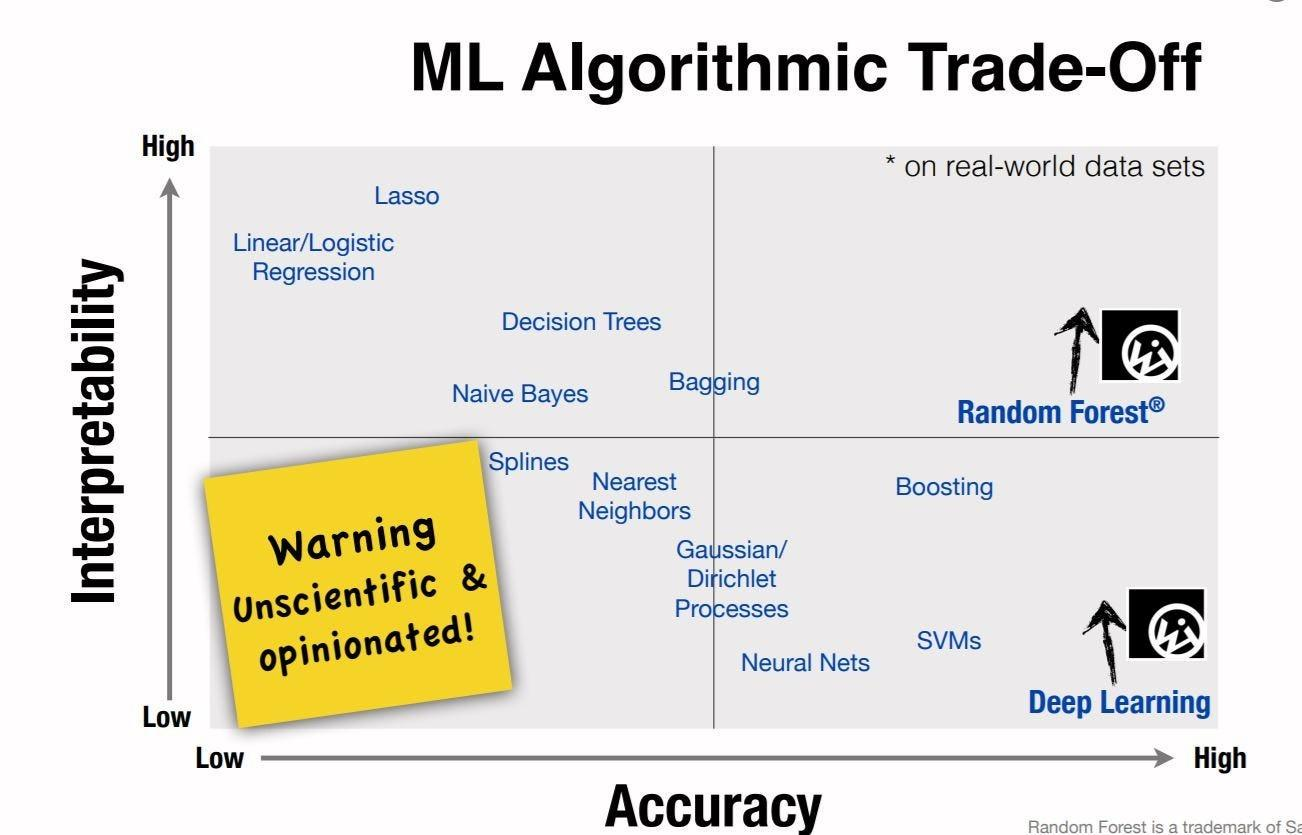 ML Algorithmic Trade-Off
High
* on real-world data sets
Lasso
Linear/Logistic
Regression
Decision Trees
Naive Bayes
Bagging
Random Forest®
Interpretability
Splines
Nearest
Neighbors
Boosting
Warning
Unscientific &
opinionated!
Gaussian/
Dirichlet
Processes
SVMs
Neural Nets
Deep Learning
Low
Low
High
Accuracy
Random Forest is a trademark of